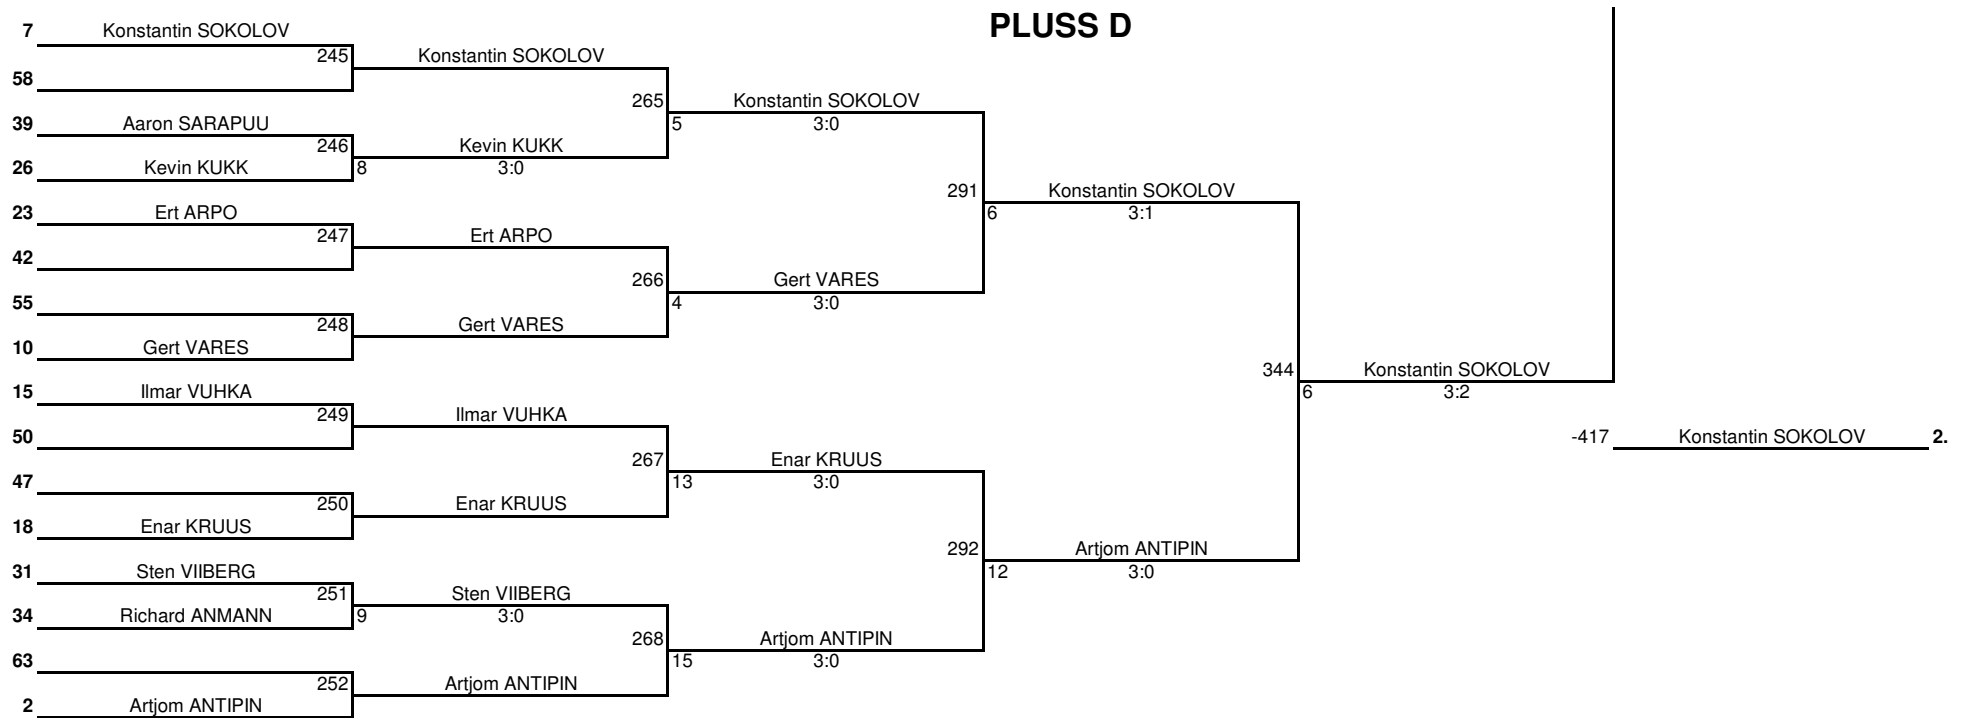 PLUSS D
7 Konstantin SOKOLOV
245 Konstantin SOKOLOV
58
265 Konstantin SOKOLOV
39 Aaron SARAPUU
5 3:0
246 Kevin KUKK
26 Kevin KUKK
8 3:0
291 Konstantin SOKOLOV
23 Ert ARPO
6 3:1
247 Ert ARPO
42
266 Gert VARES
55
4 3:0
248 Gert VARES
10 Gert VARES
344 Konstantin SOKOLOV
15 Ilmar VUHKA
6 3:2
249 Ilmar VUHKA
50
-417 Konstantin SOKOLOV 2.
267 Enar KRUUS
47
13 3:0
250 Enar KRUUS
18 Enar KRUUS
292 Artjom ANTIPIN
31 Sten VIIBERG
12 3:0
251 Sten VIIBERG
34 Richard ANMANN
9 3:0
268 Artjom ANTIPIN
63
15 3:0
252 Artjom ANTIPIN
2 Artjom ANTIPIN